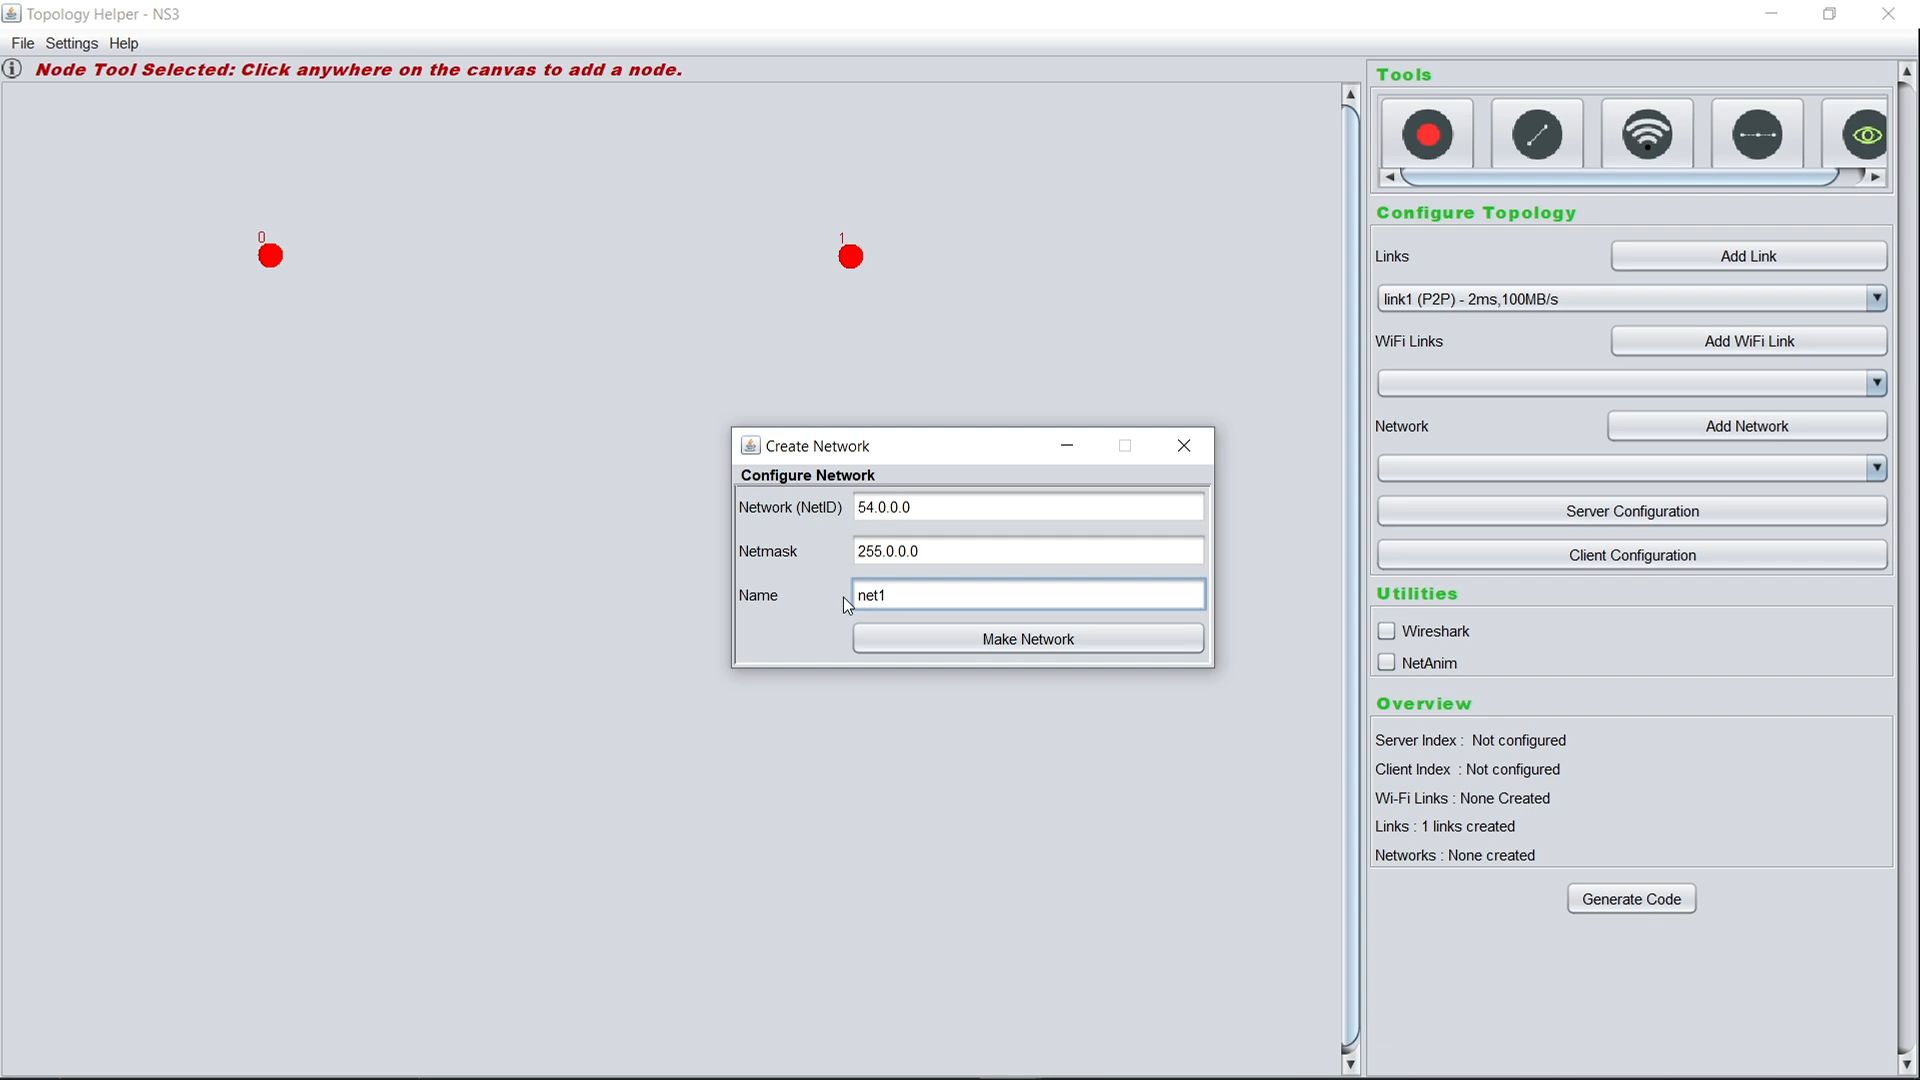 Topology Helper - NS3
File Settings Help
Node Tool Selected: Click anywhere on the canvas to add a node.
0
1
Create Network
Configure Network
Network (NetID) 54.0.0.0
Netmask 255.0.0.0
Name net1
Make Network
Tools
Configure Topology
Links Add Link
link1 (P2P) - 2ms,100MB/s
WiFi Links Add WiFi Link
Network Add Network
Server Configuration
Client Configuration
Utilities
Wireshark
NetAnim
Overview
Server Index : Not configured
Client Index : Not configured
Wi-Fi Links : None Created
Links : 1 links created
Networks : None created
Generate Code